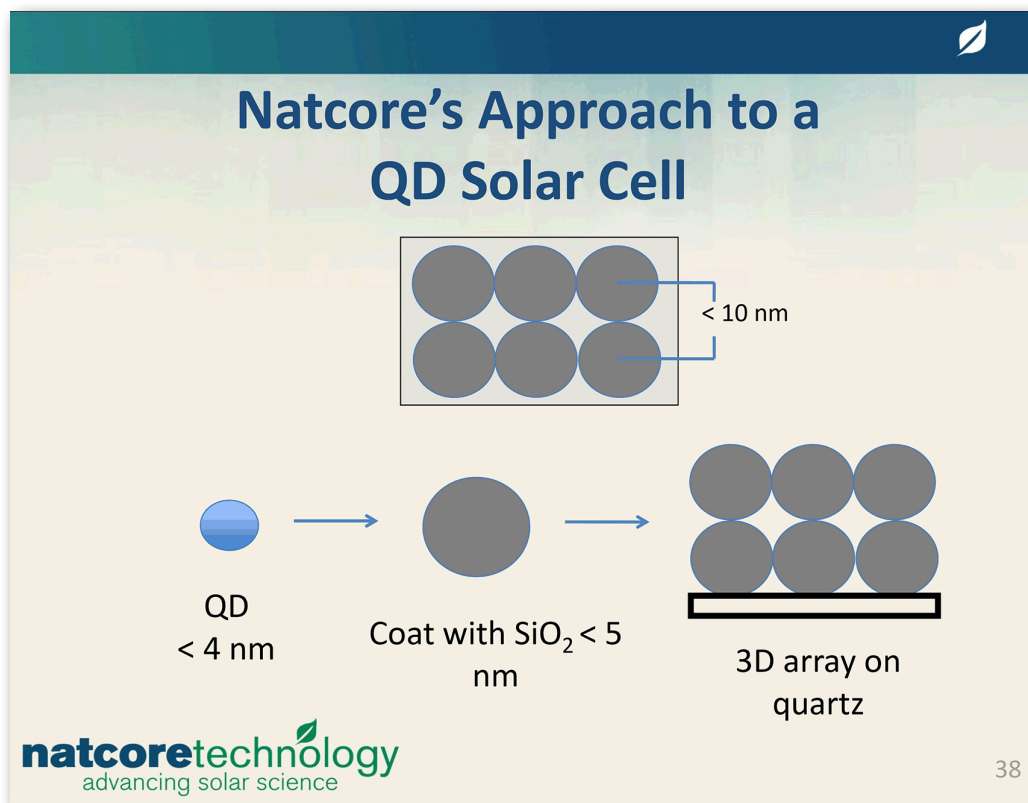 Natcore's Approach to a
QD Solar Cell
< 10 nm
QD
< 4 nm
Coat with SiO₂ < 5
nm
3D array on
quartz
natcoretechnology
advancing solar science
38